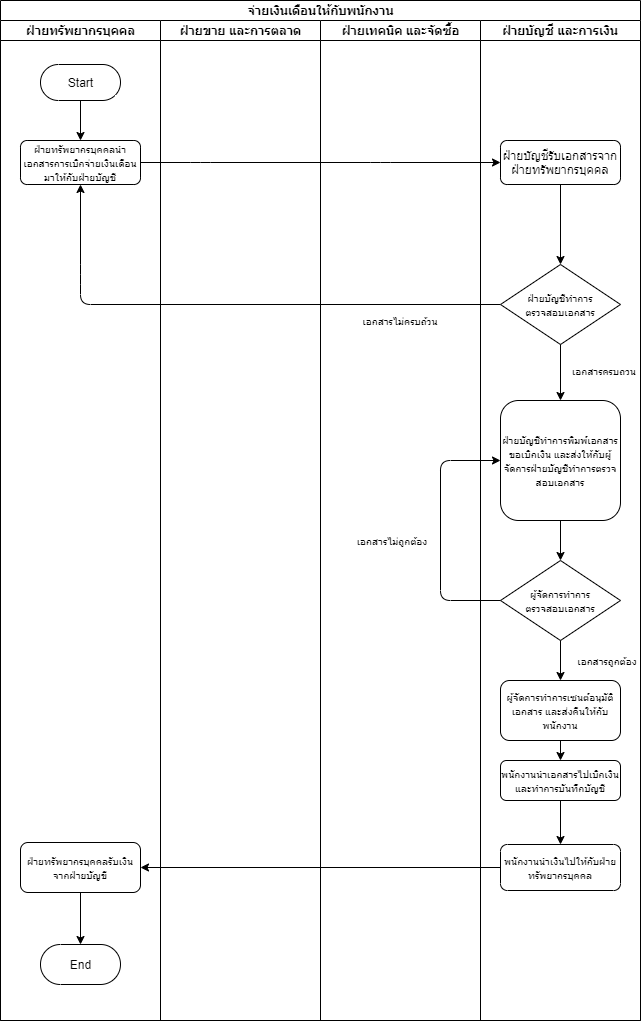 จ่ายเงินเดือนให้กับพนักงาน
ฝ่ายทรัพยากรบุคคล
ฝ่ายขาย และการตลาด
ฝ่ายเทคนิค และจัดซื้อ
ฝ่ายบัญชี และการเงิน
Start
ฝ่ายทรัพยากรบุคคลนำ
เอกสารการเบิกจ่ายเงินเดือน
มาให้กับฝ่ายบัญชี
ฝ่ายบัญชีรับเอกสารจาก
ฝ่ายทรัพยากรบุคคล
ฝ่ายบัญชีทำการ
ตรวจสอบเอกสาร
เอกสารไม่ครบถ้วน
เอกสารครบถวน
ฝ่ายบัญชีทำการพิมพ์เอกสาร
ขอเบิกเงิน และส่งให้กับผู้
จัดการฝ่ายบัญชีทำการตรวจ
สอบเอกสาร
เอกสารไม่ถูกต้อง
ผู้จัดการทำการ
ตรวจสอบเอกสาร
เอกสารถูกต้อง
ผู้จัดการทำการเซนต์อนุมัติ
เอกสาร และส่งคืนให้กับ
พนักงาน
พนักงานนำเอกสารไปเบิกเงิน
และทำการบันทึกบัญชี
ฝ่ายทรัพยากรบุคคลรับเงิน
จากฝ่ายบัญชี
พนักงานนำเงินไปให้กับฝ่าย
ทรัพยากรบุคคล
End